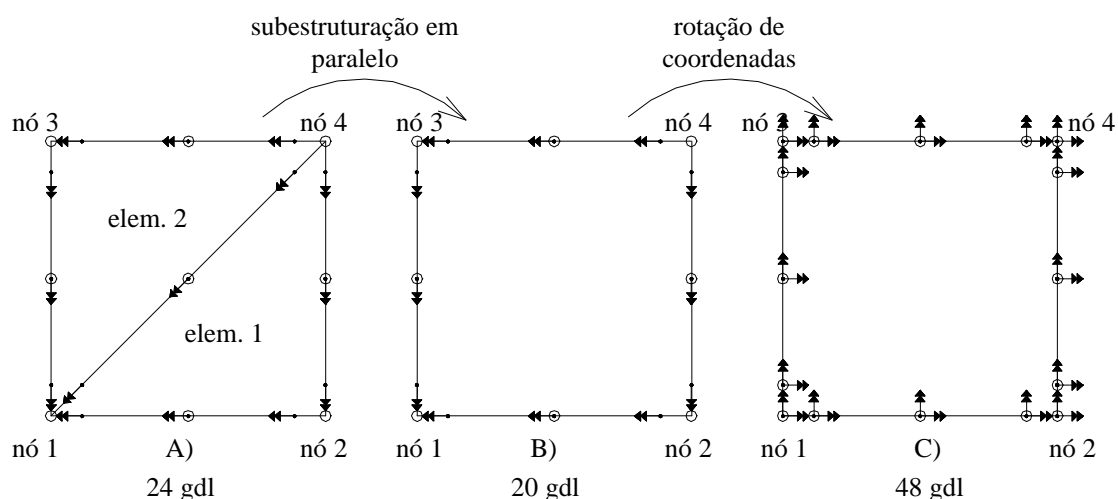 subestruturação em
paralelo
rotação de
coordenadas
nó 3
nó 4
nó 3
nó 4
nó
nó 4
elem. 2
elem. 1
nó 1
A)
nó 2
nó 1
B)
nó 2
nó 1
C)
nó 2
24 gdl
20 gdl
48 gdl